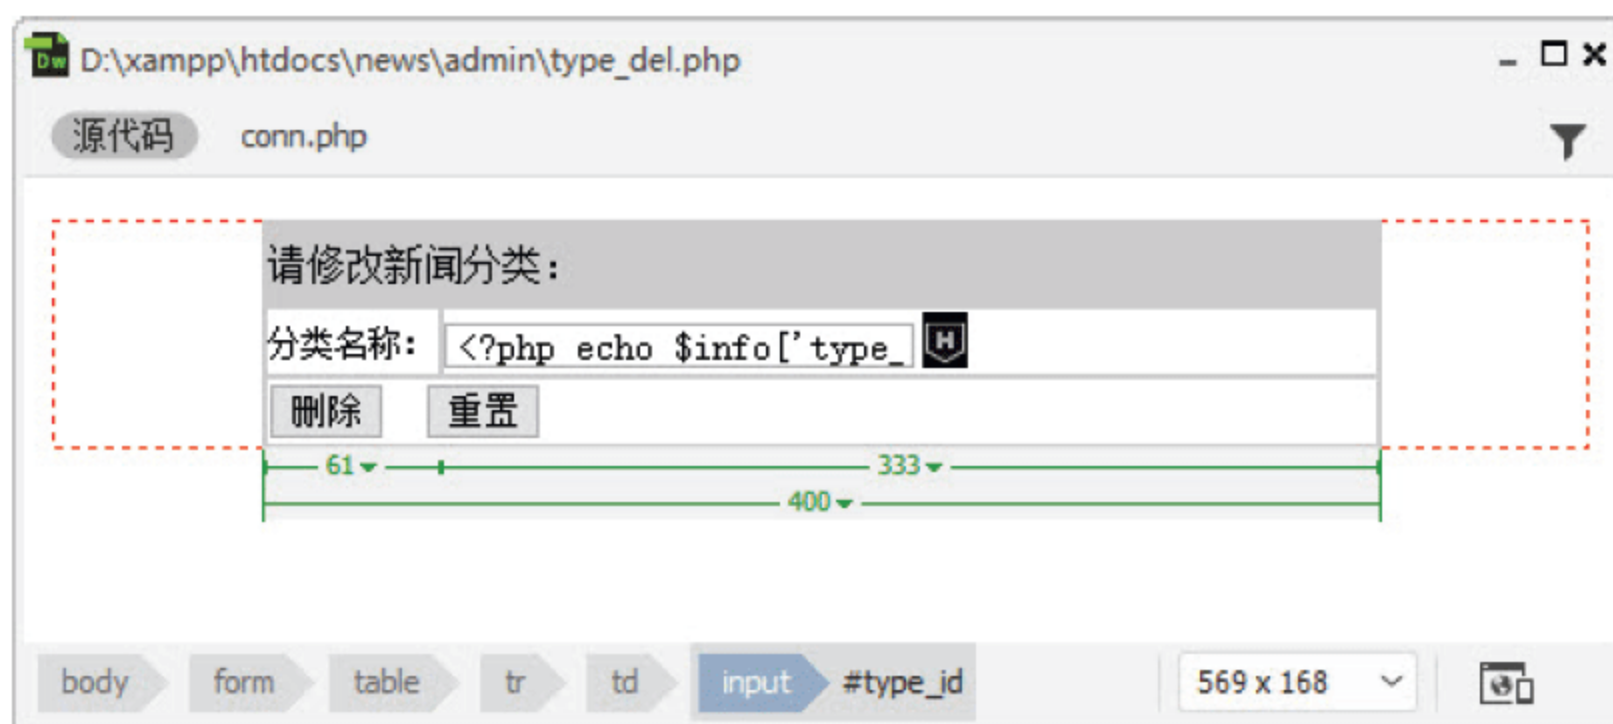 Dw D:\xampp\htdocs\news\admin\type_del.php
源代码 conn.php
请修改新闻分类：
分类名称： <?php echo $info['type_ H
删除 重置
61 333
400
body form table tr td input #type_id 569 x 168